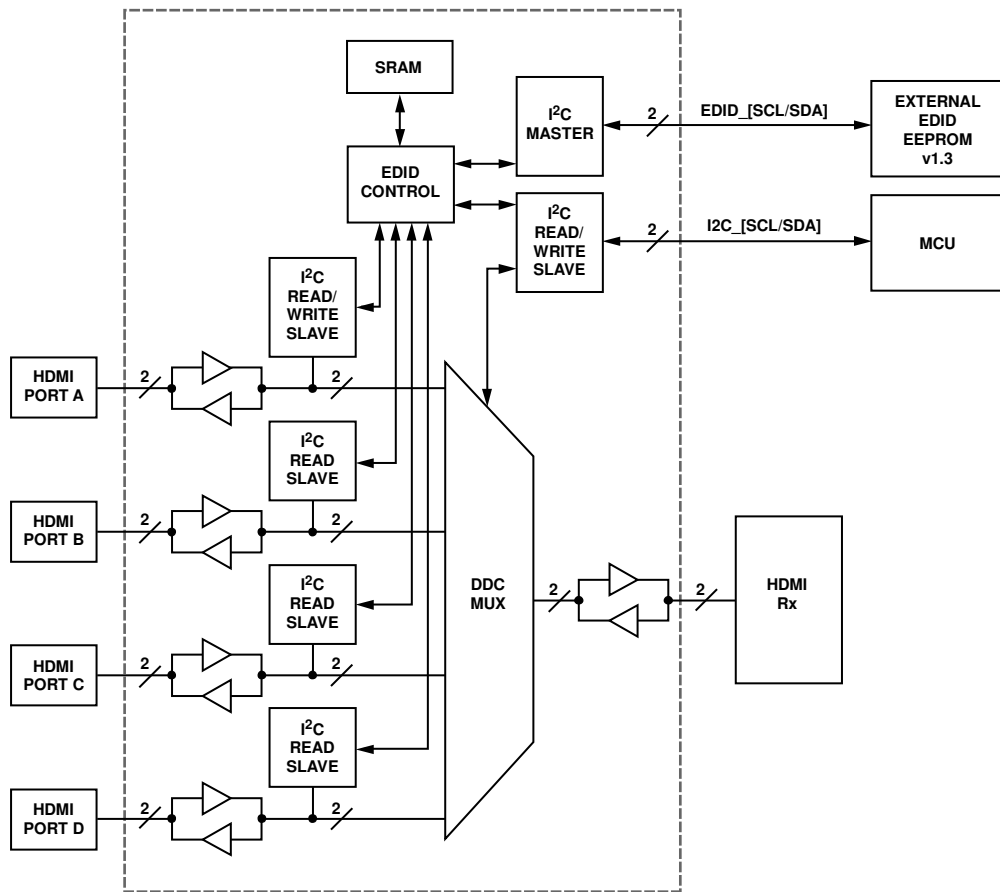 SRAM
I²C
MASTER
2
EDID_[SCL/SDA]
EXTERNAL
EDID
EEPROM
v1.3
EDID
CONTROL
I²C
READ/
WRITE
SLAVE
2
I2C_[SCL/SDA]
MCU
I²C
READ/
WRITE
SLAVE
HDMI
PORT A
2
2
I²C
READ
SLAVE
HDMI
PORT B
2
2
I²C
READ
SLAVE
DDC
MUX
2
2
HDMI
Rx
HDMI
PORT C
2
2
I²C
READ
SLAVE
HDMI
PORT D
2
2